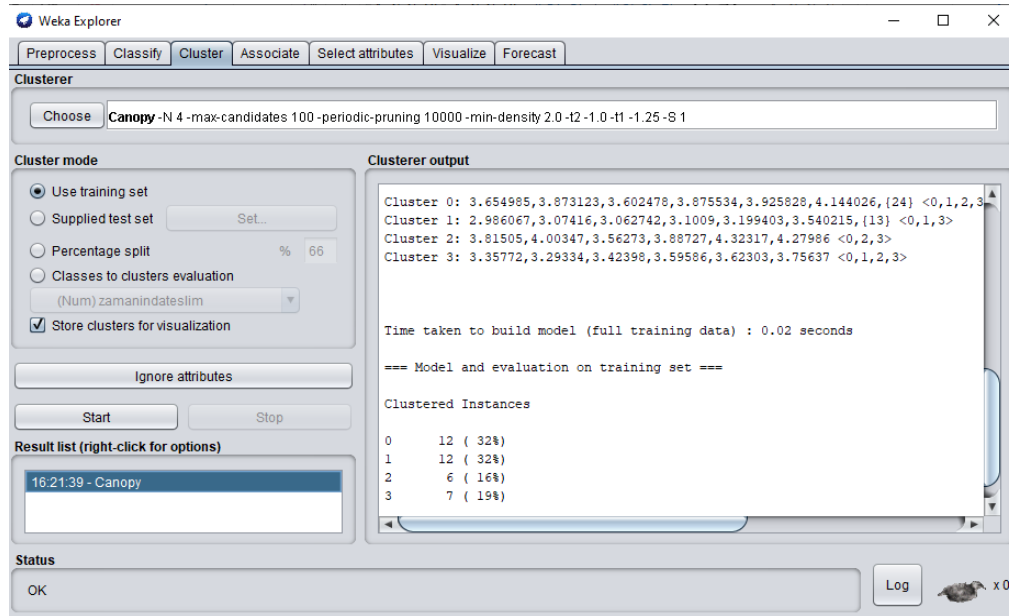 Weka Explorer
Preprocess Classify Cluster Associate Select attributes Visualize Forecast
Clusterer
Choose Canopy -N 4 -max-candidates 100 -periodic-pruning 10000 -min-density 2.0 -t2 -1.0 -t1 -1.25 -S 1
Cluster mode
Use training set
Supplied test set Set...
Percentage split % 66
Classes to clusters evaluation
(Num) zamanindateslim
Store clusters for visualization
Ignore attributes
Start Stop
Result list (right-click for options)
16:21:39 - Canopy
Clusterer output
Cluster 0: 3.654985,3.873123,3.602478,3.875534,3.925828,4.144026,{24} <0,1,2,3
Cluster 1: 2.986067,3.07416,3.062742,3.1009,3.199403,3.540215,{13} <0,1,3>
Cluster 2: 3.81505,4.00347,3.56273,3.88727,4.32317,4.27986 <0,2,3>
Cluster 3: 3.35772,3.29334,3.42398,3.59586,3.62303,3.75637 <0,1,2,3>
Time taken to build model (full training data) : 0.02 seconds
=== Model and evaluation on training set ===
Clustered Instances
0 12 ( 32%)
1 12 ( 32%)
2 6 ( 16%)
3 7 ( 19%)
Status
OK
Log x 0